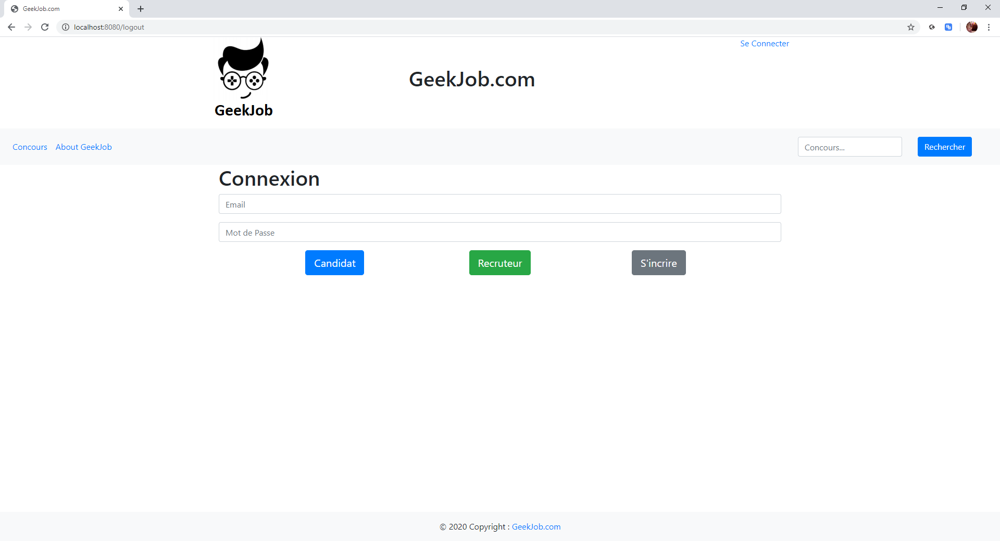 GeekJob.com
localhost:8080/logout
Se Connecter
GeekJob.com
GeekJob
Concours About GeekJob Concours... Rechercher
Connexion
Email
Mot de Passe
Candidat Recruteur S'incrire
© 2020 Copyright : GeekJob.com